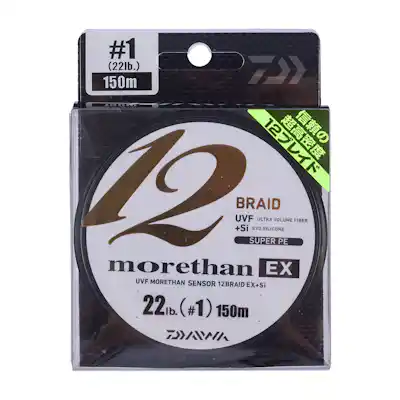 #1
(22lb.)
150m
信頼の
超高密度
12ブレイド
12
BRAID
UVF ULTRA VOLUME FIBER
+Si EVO SILICONE
SUPER PE
morethan EX
UVF MORETHAN SENSOR 12BRAID EX+Si
22lb.(#1)150m
DAIWA